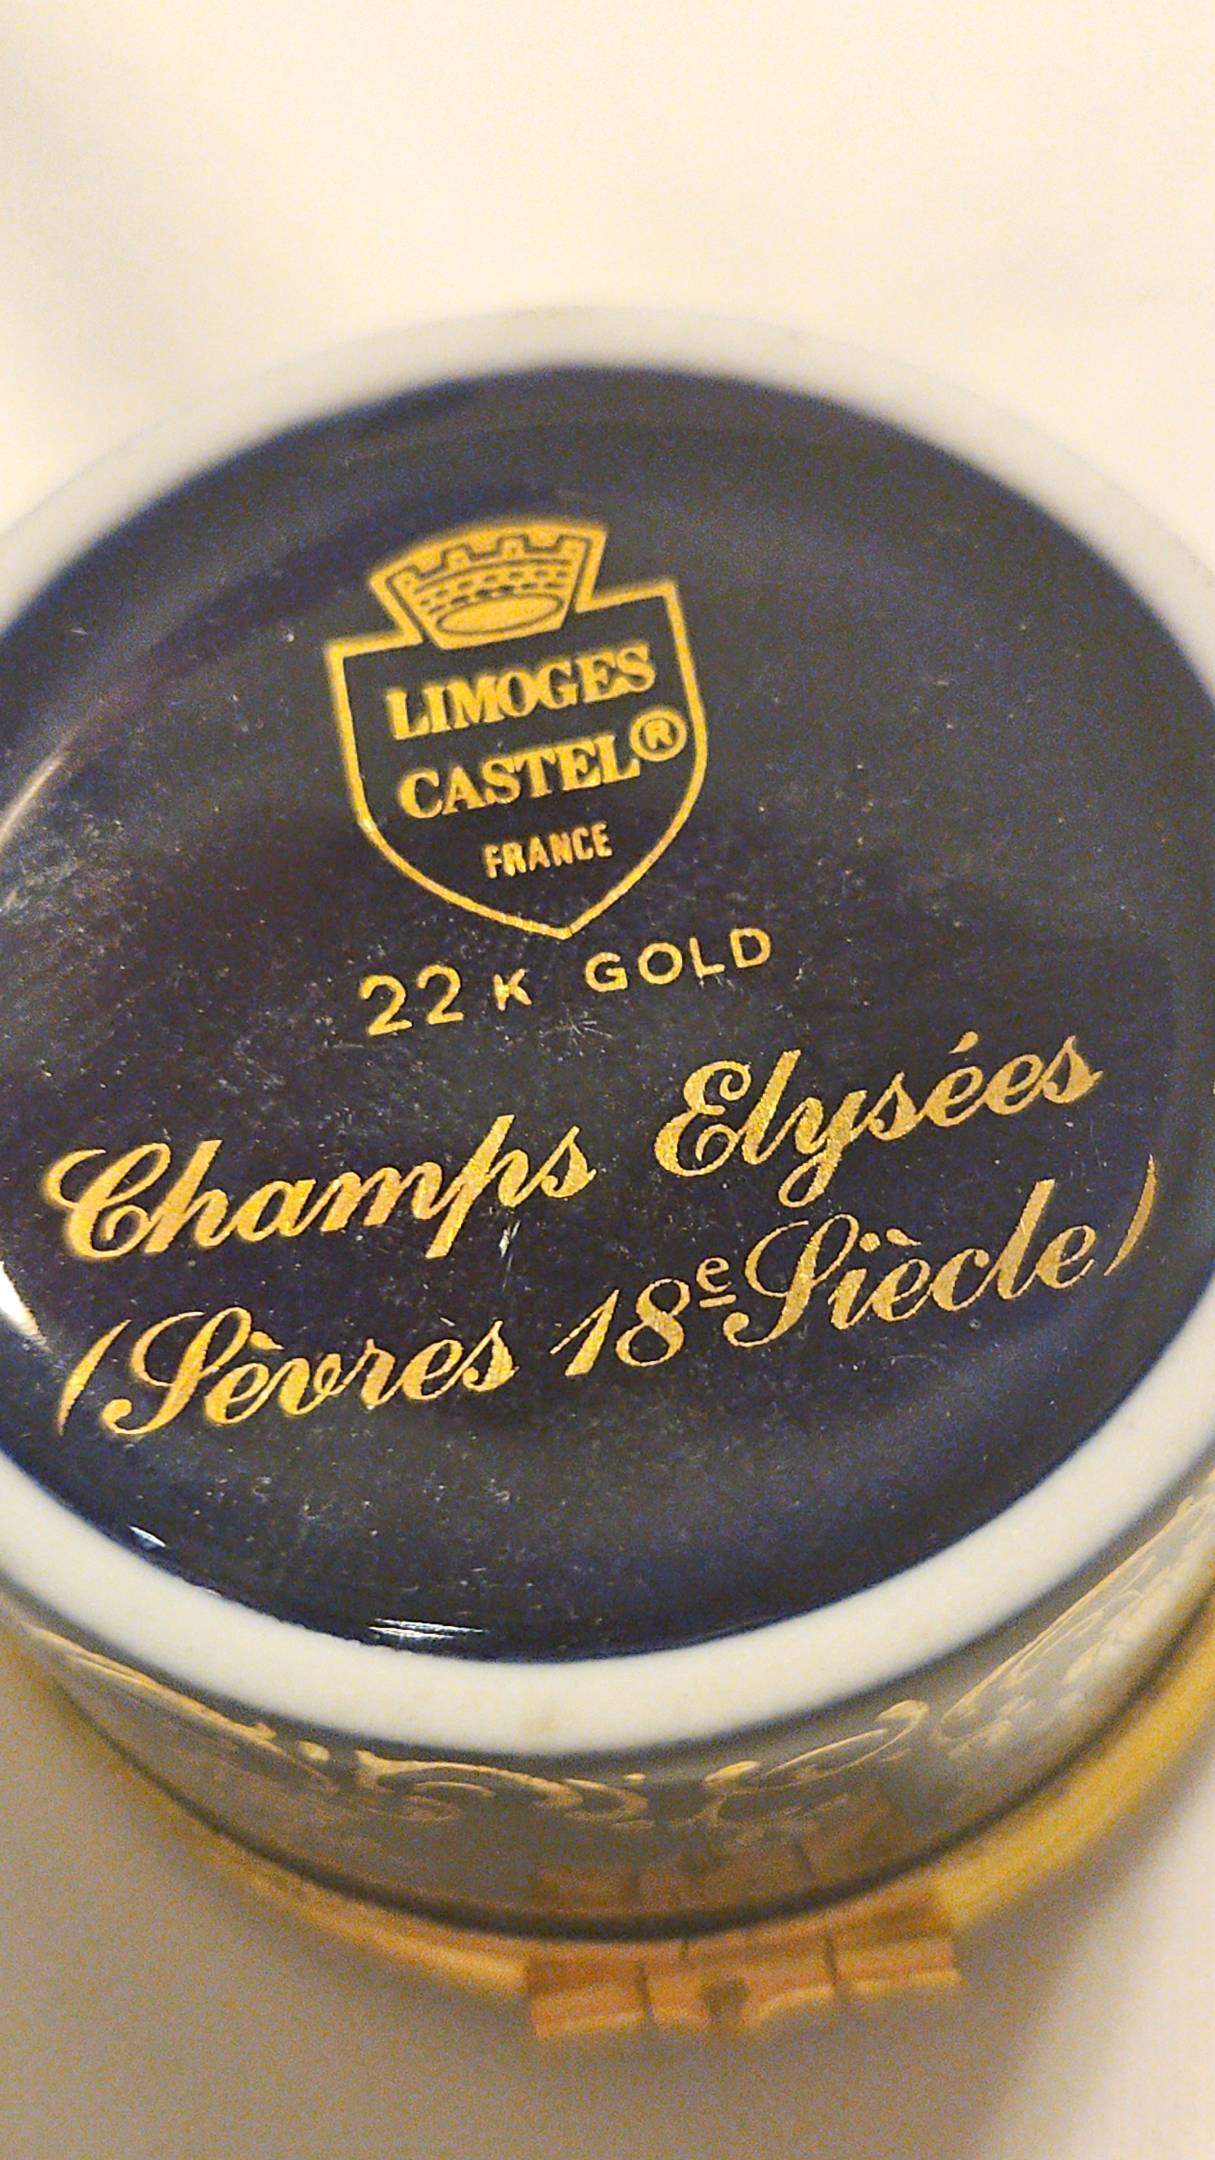 LIMOGES
CASTEL®
FRANCE
22 K GOLD
Champs Elysées
(Sèvres 18e Siècle)